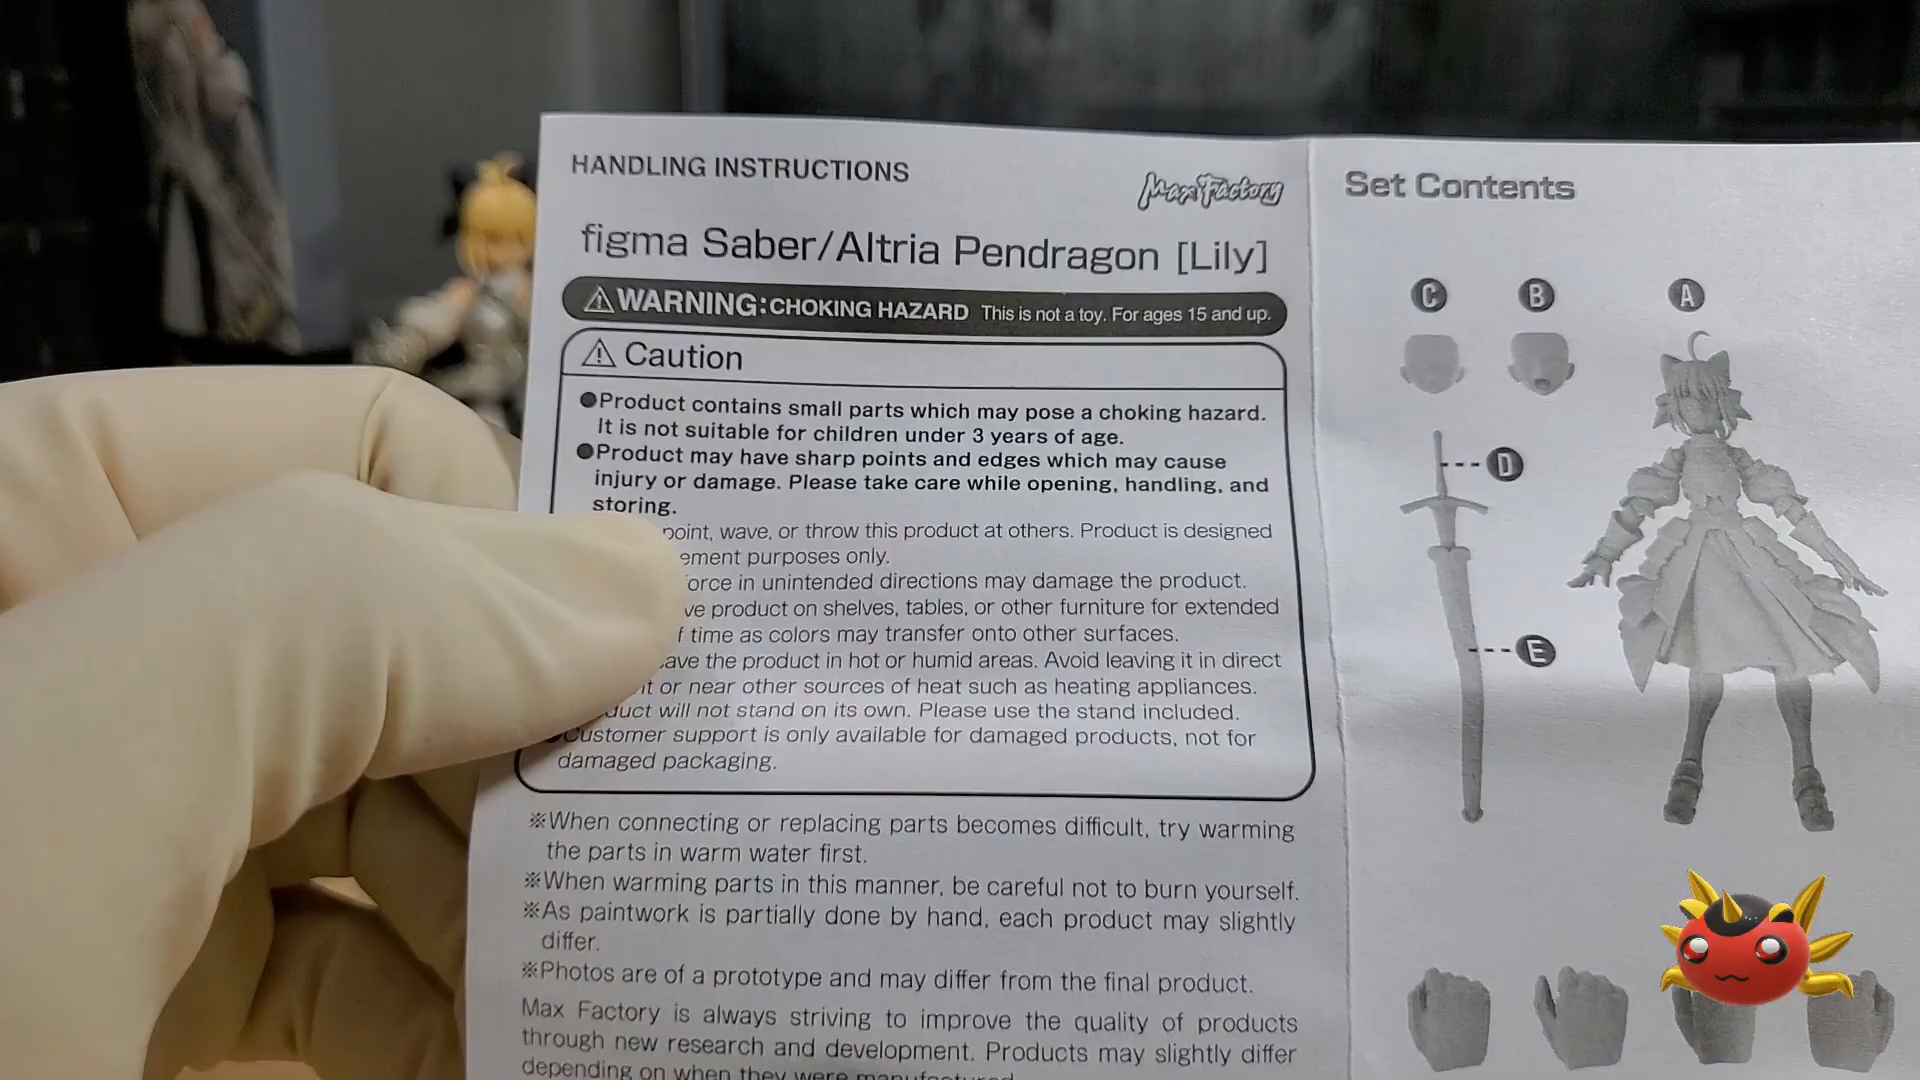 HANDLING INSTRUCTIONS
Max Factory
figma Saber/Altria Pendragon [Lily]
⚠WARNING:CHOKING HAZARD This is not a toy. For ages 15 and up.
⚠ Caution
●Product contains small parts which may pose a choking hazard.
It is not suitable for children under 3 years of age.
●Product may have sharp points and edges which may cause
injury or damage. Please take care while opening, handling, and
storing.
point, wave, or throw this product at others. Product is designed
purposes only.
in unintended directions may damage the product.
product on shelves, tables, or other furniture for extended
time as colors may transfer onto other surfaces.
the product in hot or humid areas. Avoid leaving it in direct
or near other sources of heat such as heating appliances.
will not stand on its own. Please use the stand included.
Customer support is only available for damaged products, not for
damaged packaging.
※When connecting or replacing parts becomes difficult, try warming
the parts in warm water first.
※When warming parts in this manner, be careful not to burn yourself.
※As paintwork is partially done by hand, each product may slightly
differ.
※Photos are of a prototype and may differ from the final product.
Max Factory is always striving to improve the quality of products
through new research and development. Products may slightly differ
depending on when they were manufactured.
Set Contents
C B A
D
E